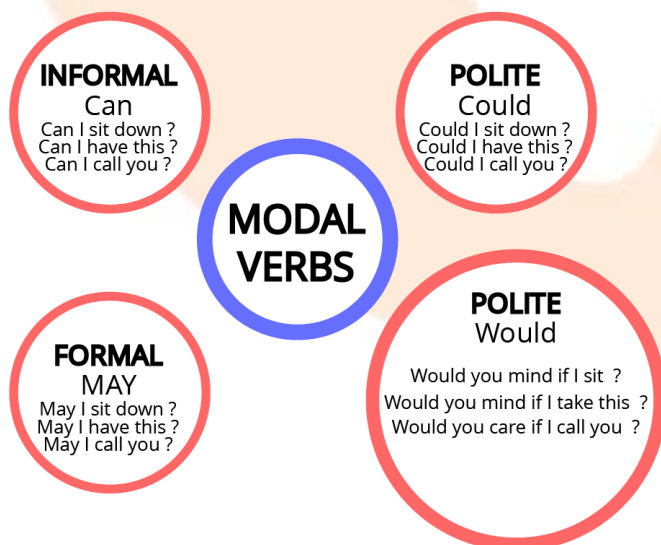 INFORMAL
Can
Can I sit down ?
Can I have this ?
Can I call you ?
POLITE
Could
Could I sit down ?
Could I have this ?
Could I call you ?
MODAL
VERBS
FORMAL
MAY
May I sit down ?
May I have this ?
May I call you ?
POLITE
Would
Would you mind if I sit ?
Would you mind if I take this ?
Would you care if I call you ?